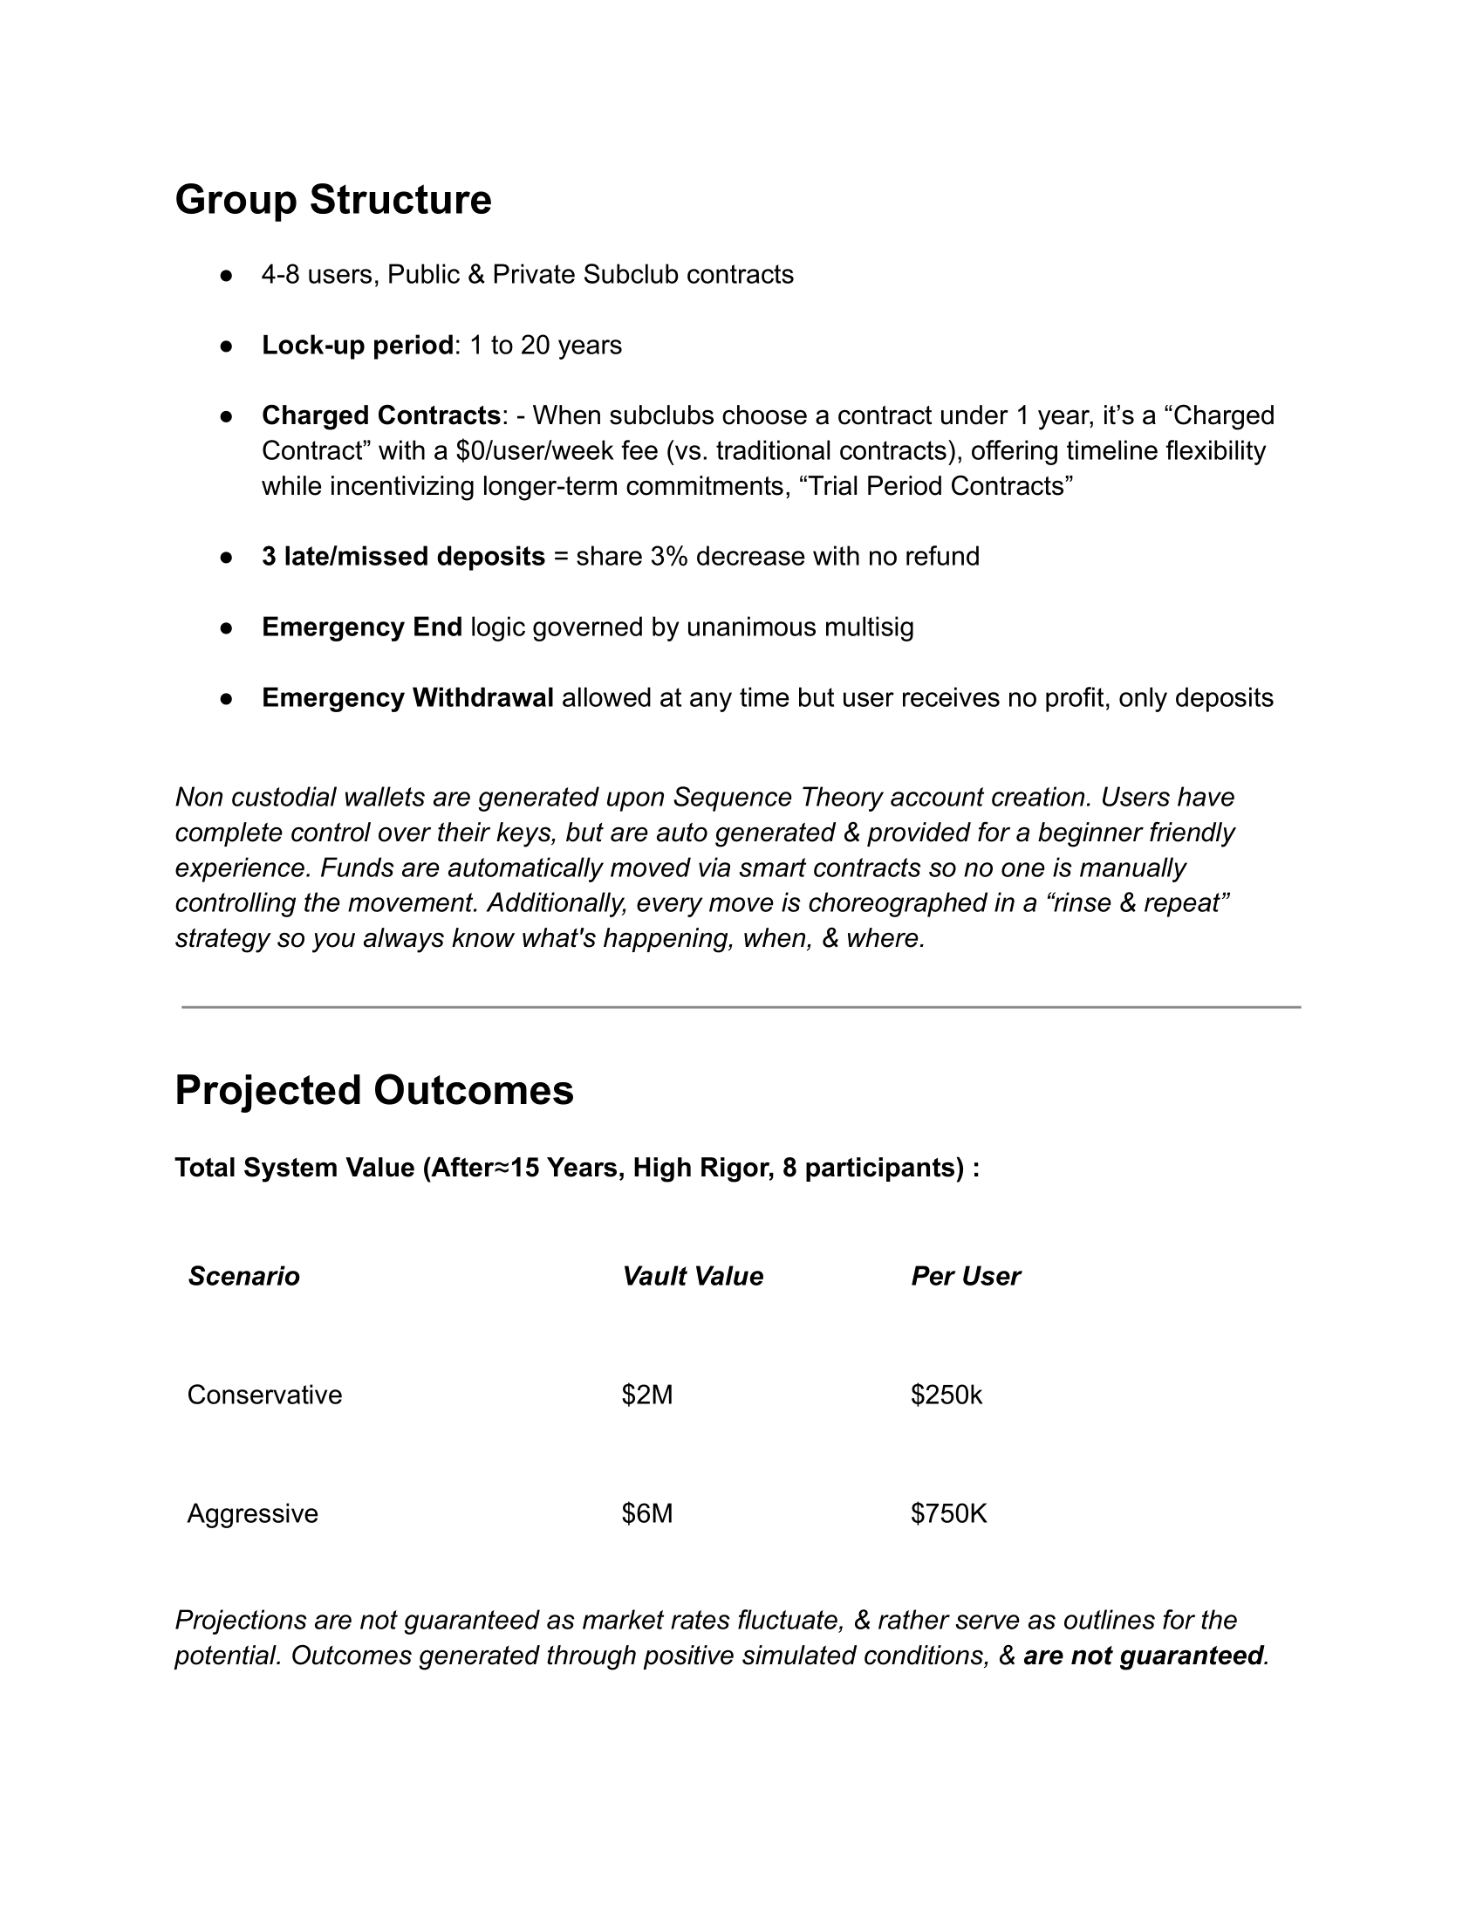 Group Structure
● 4-8 users, Public & Private Subclub contracts
● Lock-up period: 1 to 20 years
● Charged Contracts: - When subclubs choose a contract under 1 year, it’s a “Charged
Contract” with a $0/user/week fee (vs. traditional contracts), offering timeline flexibility
while incentivizing longer-term commitments, “Trial Period Contracts”
● 3 late/missed deposits = share 3% decrease with no refund
● Emergency End logic governed by unanimous multisig
● Emergency Withdrawal allowed at any time but user receives no profit, only deposits
Non custodial wallets are generated upon Sequence Theory account creation. Users have
complete control over their keys, but are auto generated & provided for a beginner friendly
experience. Funds are automatically moved via smart contracts so no one is manually
controlling the movement. Additionally, every move is choreographed in a “rinse & repeat”
strategy so you always know what's happening, when, & where.
Projected Outcomes
Total System Value (After≈15 Years, High Rigor, 8 participants) :
Scenario Vault Value Per User
Conservative $2M $250k
Aggressive $6M $750K
Projections are not guaranteed as market rates fluctuate, & rather serve as outlines for the
potential. Outcomes generated through positive simulated conditions, & are not guaranteed.